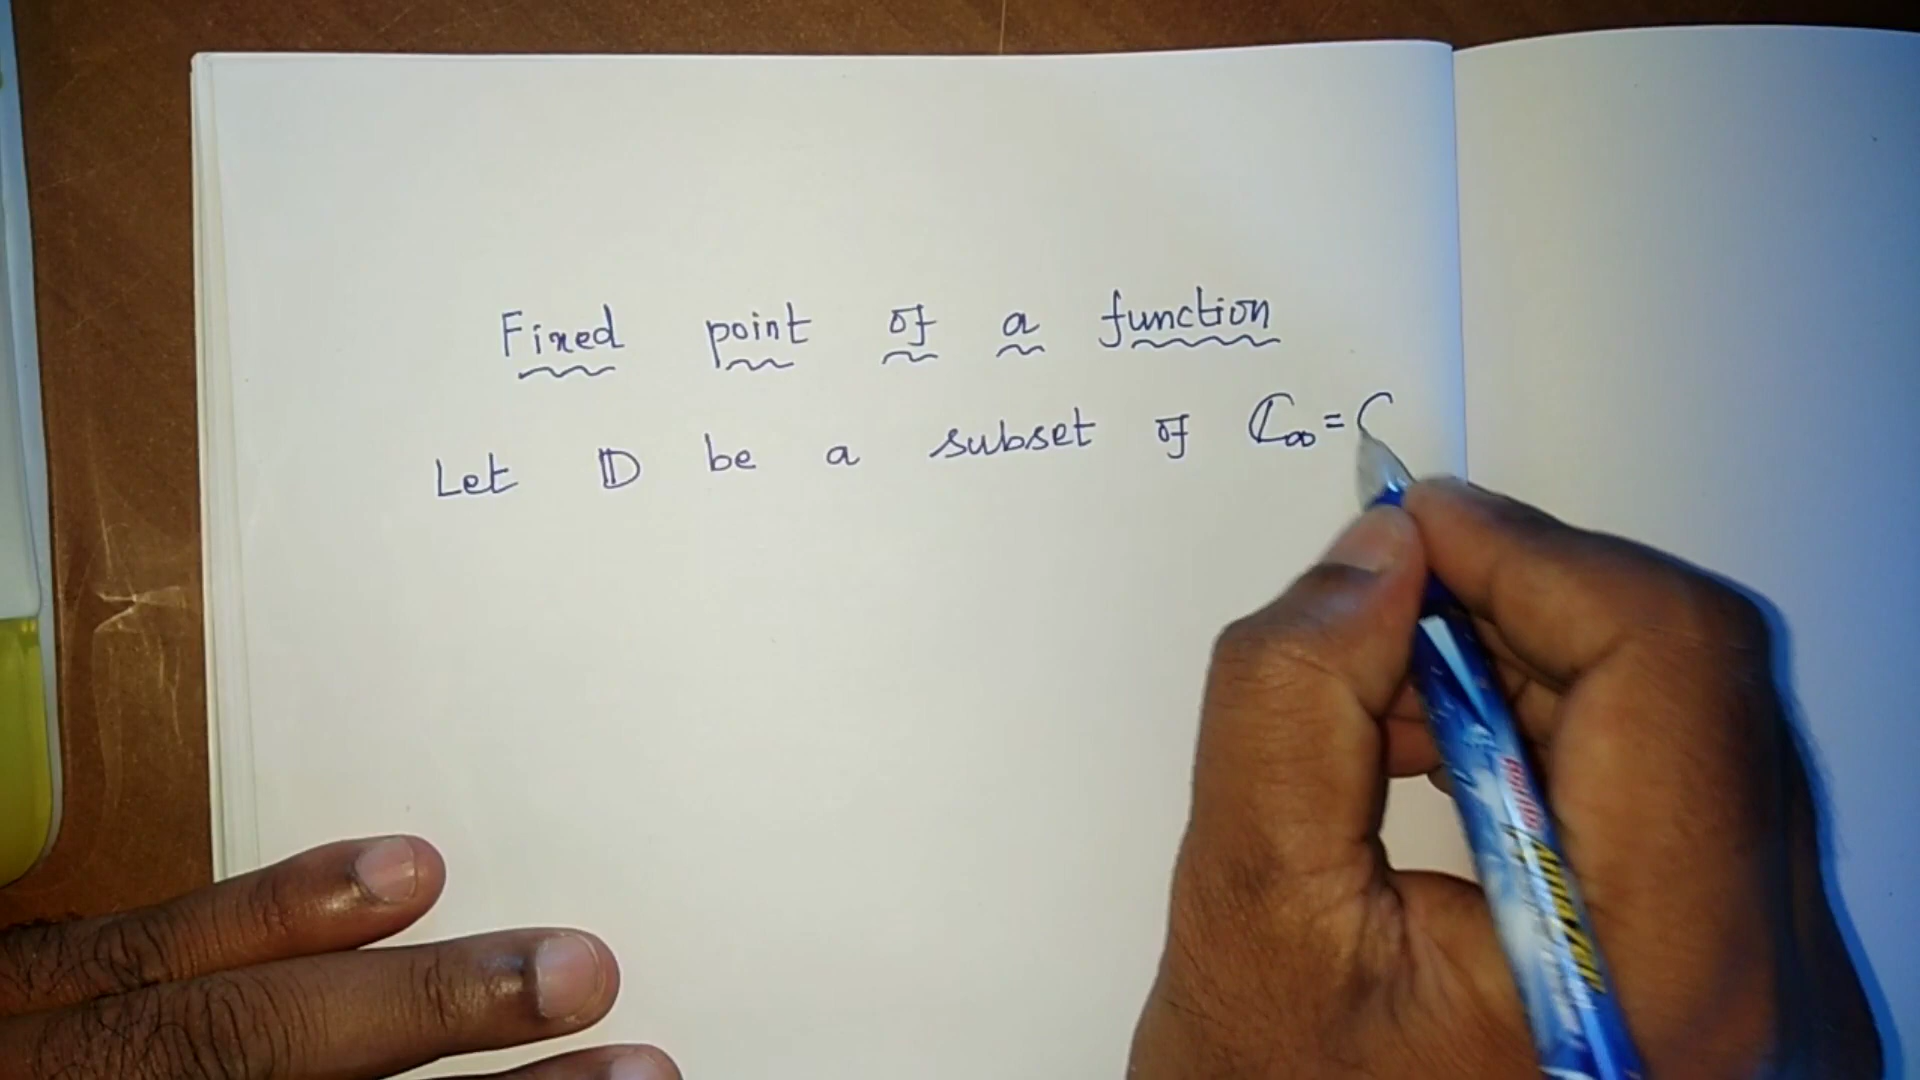 Fixed point of a function
Let 𝔻 be a subset of ℂ∞ = C